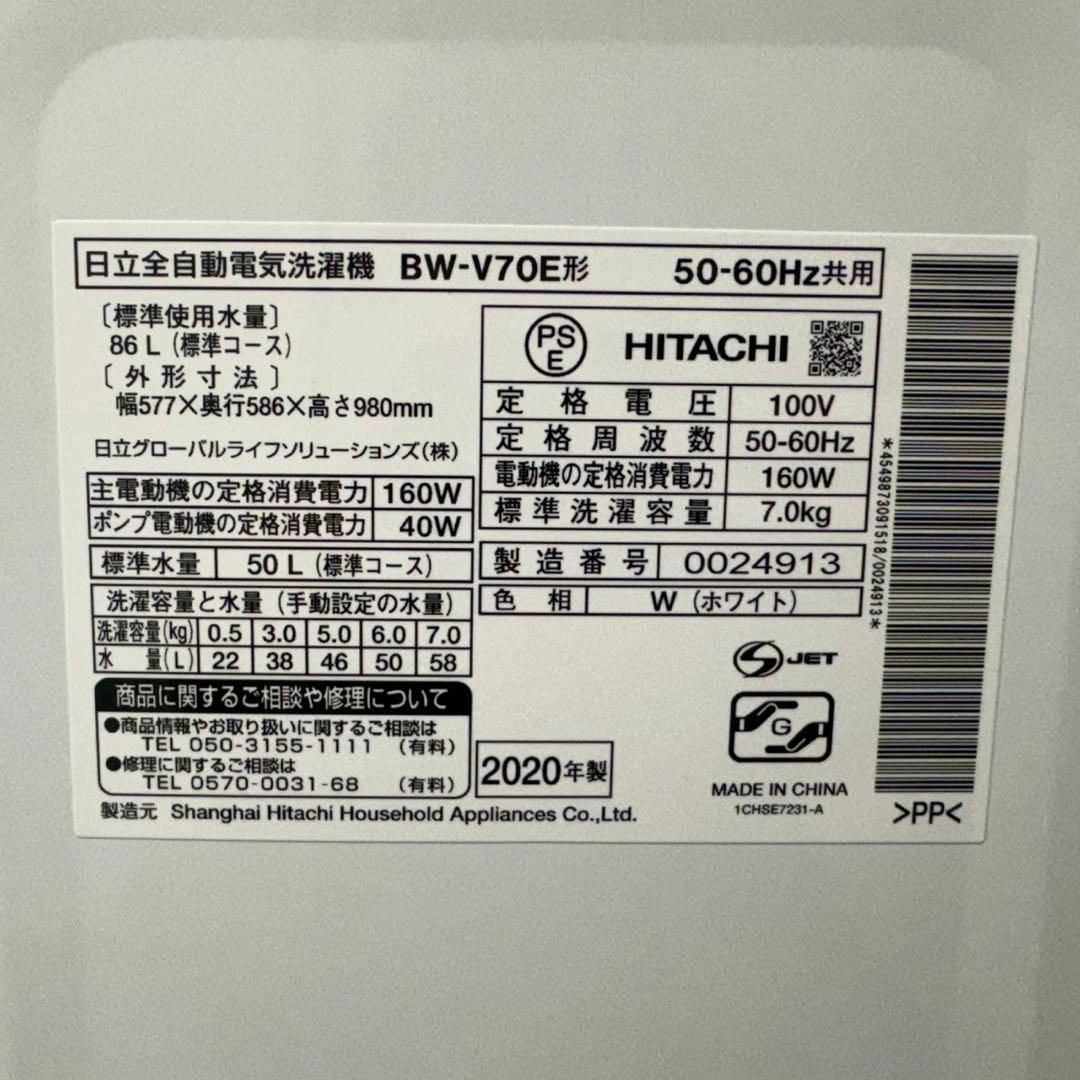 日立全自動電気洗濯機 BW-V70E形 50-60Hz共用
〔標準使用水量〕
86 L (標準コース)
〔外形寸法〕
幅577×奥行586×高さ980mm
日立グローバルライフソリューションズ(株)
主電動機の定格消費電力 160W
ポンプ電動機の定格消費電力 40W
標準水量 50 L (標準コース)
洗濯容量と水量 (手動設定の水量)
洗濯容量(kg) 0.5 3.0 5.0 6.0 7.0
水 量(L) 22 38 46 50 58
商品に関するご相談や修理について
●商品情報やお取り扱いに関するご相談は
TEL 050-3155-1111 (有料)
●修理に関するご相談は
TEL 0570-0031-68 (有料)
製造元 Shanghai Hitachi Household Appliances Co.,Ltd.
PS
E
HITACHI
定格電圧 100V
定格周波数 50-60Hz
電動機の定格消費電力 160W
標準洗濯容量 7.0kg
製造番号 0024913
色相 W (ホワイト)
S JET
G
2020年製
MADE IN CHINA
1CHSE7231-A
*4549873091518/0024913*
>PP<